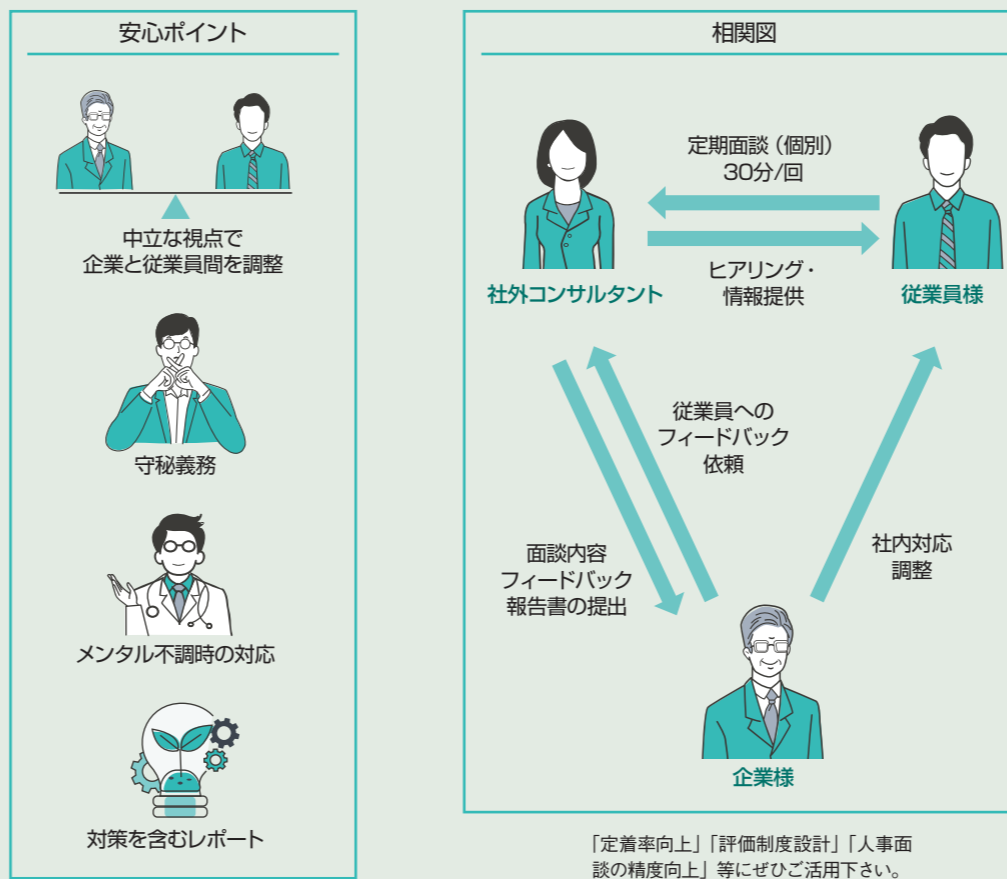 安心ポイント
中立な視点で
企業と従業員間を調整
守秘義務
メンタル不調時の対応
対策を含むレポート
相関図
定期面談（個別）
30分/回
ヒアリング・
情報提供
社外コンサルタント
従業員様
従業員への
フィードバック
依頼
面談内容
フィードバック
報告書の提出
社内対応
調整
企業様
「定着率向上」「評価制度設計」「人事面
談の精度向上」等にぜひご活用下さい。